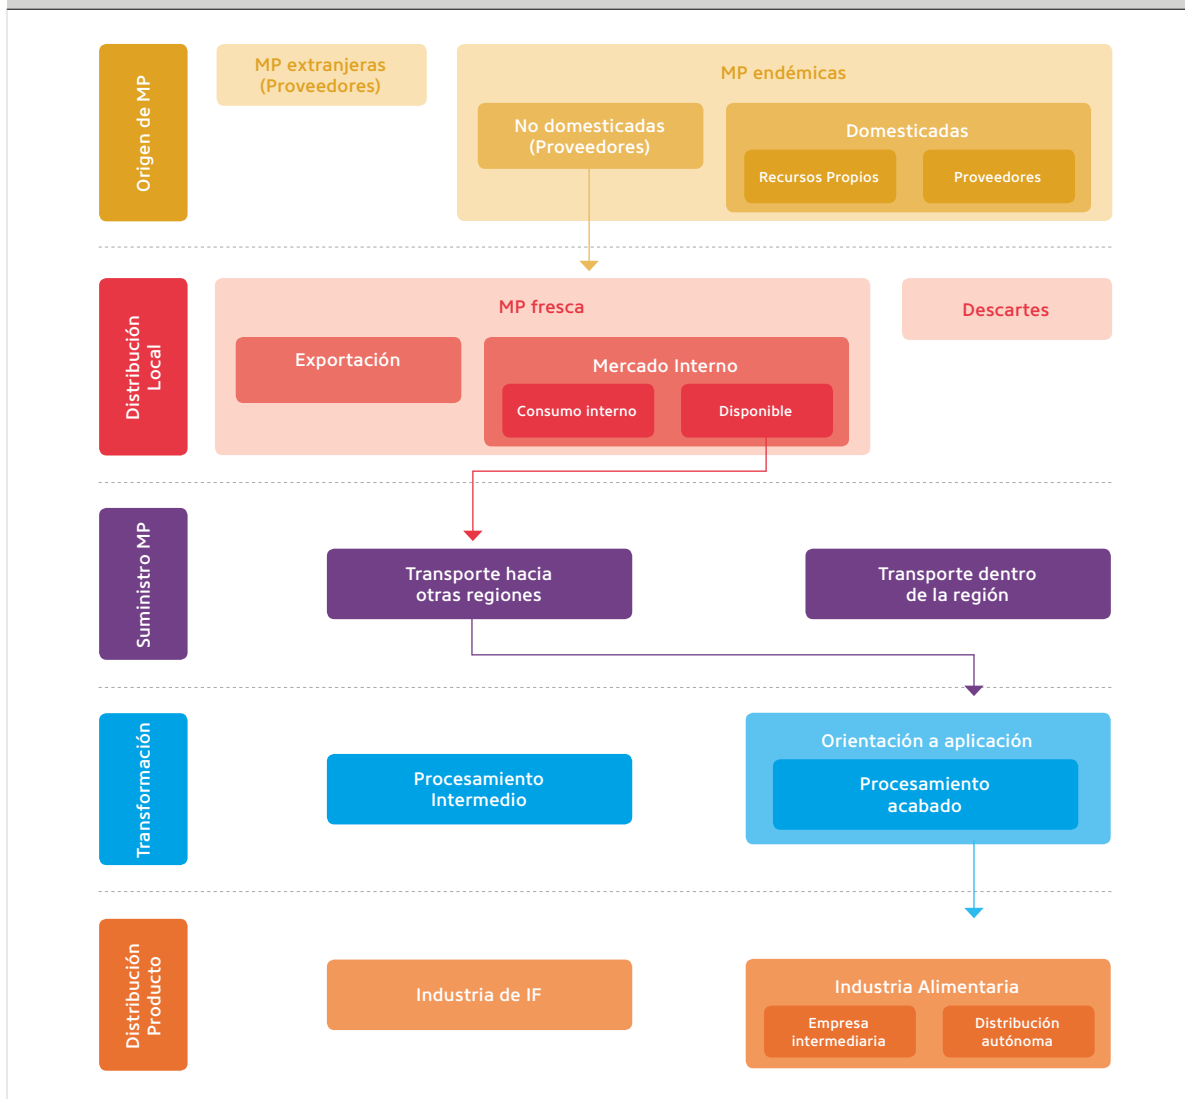 Origen de MP
MP extranjeras
(Proveedores)
MP endémicas
No domesticadas
(Proveedores)
Domesticadas
Recursos Propios
Proveedores
Distribución
Local
MP fresca
Exportación
Mercado Interno
Consumo interno
Disponible
Descartes
Suministro MP
Transporte hacia
otras regiones
Transporte dentro
de la región
Transformación
Procesamiento
Intermedio
Orientación a aplicación
Procesamiento
acabado
Distribución
Producto
Industria de IF
Industria Alimentaria
Empresa
intermediaria
Distribución
autónoma